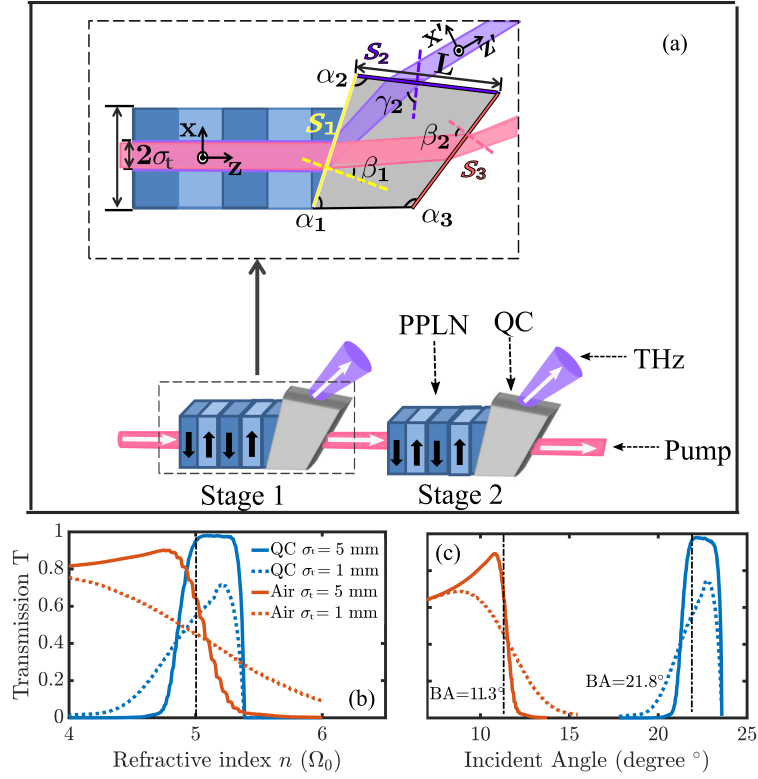 (a)
x'
z'
S₂
L
α₂
γ₂
S₁
β₂
x
2σₜ
z
β₁
S₃
α₁
α₃
PPLN
QC
THz
Pump
Stage 1
Stage 2
1
0.8
0.6
0.4
0.2
0
Transmission T
QC σₜ = 5 mm
QC σₜ = 1 mm
Air σₜ = 5 mm
Air σₜ = 1 mm
(b)
4
5
6
Refractive index n (Ω₀)
(c)
BA=11.3°
BA=21.8°
10
15
20
25
Incident Angle (degree °)